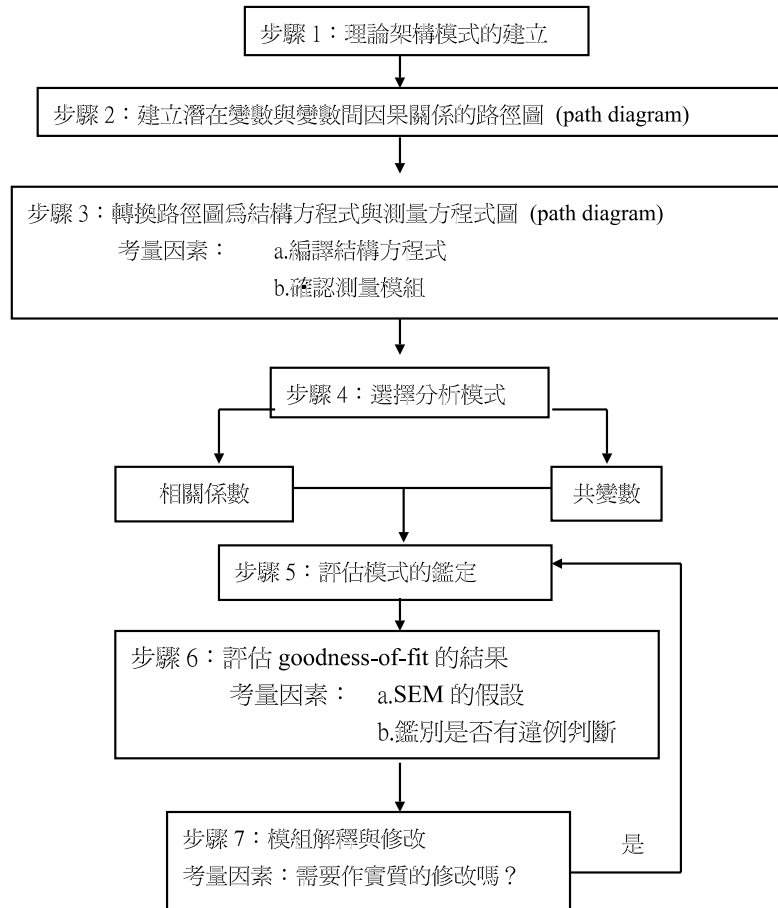 步驟 1：理論架構模式的建立
步驟 2：建立潛在變數與變數間因果關係的路徑圖 (path diagram)
步驟 3：轉換路徑圖爲結構方程式與測量方程式圖 (path diagram)
考量因素： a.編譯結構方程式
b.確認測量模組
步驟 4：選擇分析模式
相關係數
共變數
步驟 5：評估模式的鑑定
步驟 6：評估 goodness-of-fit 的結果
考量因素： a.SEM 的假設
b.鑑別是否有違例判斷
步驟 7：模組解釋與修改
考量因素：需要作實質的修改嗎？
是